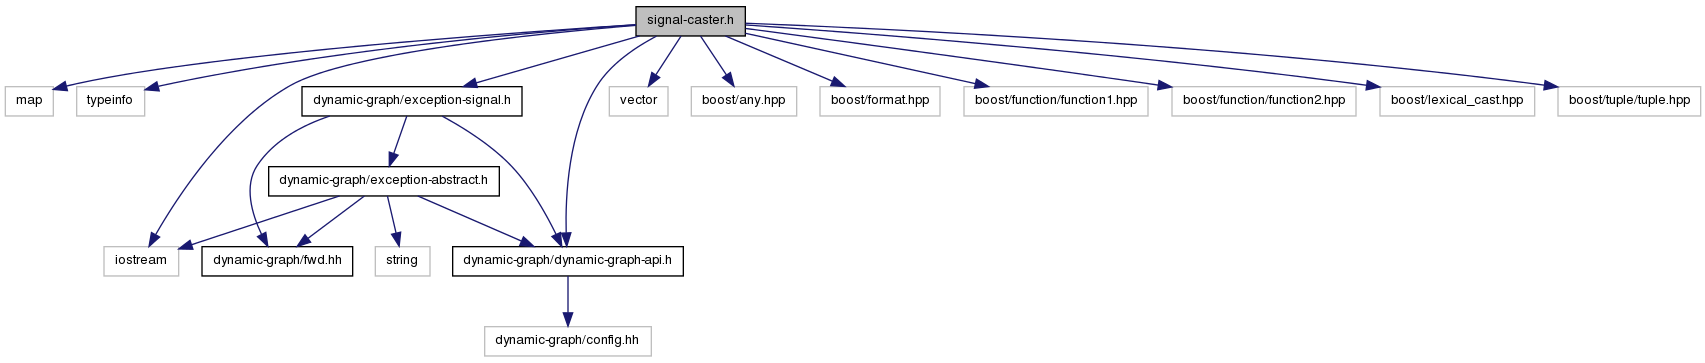 signal-caster.h
map
typeinfo
dynamic-graph/exception-signal.h
vector
boost/any.hpp
boost/format.hpp
boost/function/function1.hpp
boost/function/function2.hpp
boost/lexical_cast.hpp
boost/tuple/tuple.hpp
dynamic-graph/exception-abstract.h
iostream
dynamic-graph/fwd.hh
string
dynamic-graph/dynamic-graph-api.h
dynamic-graph/config.hh